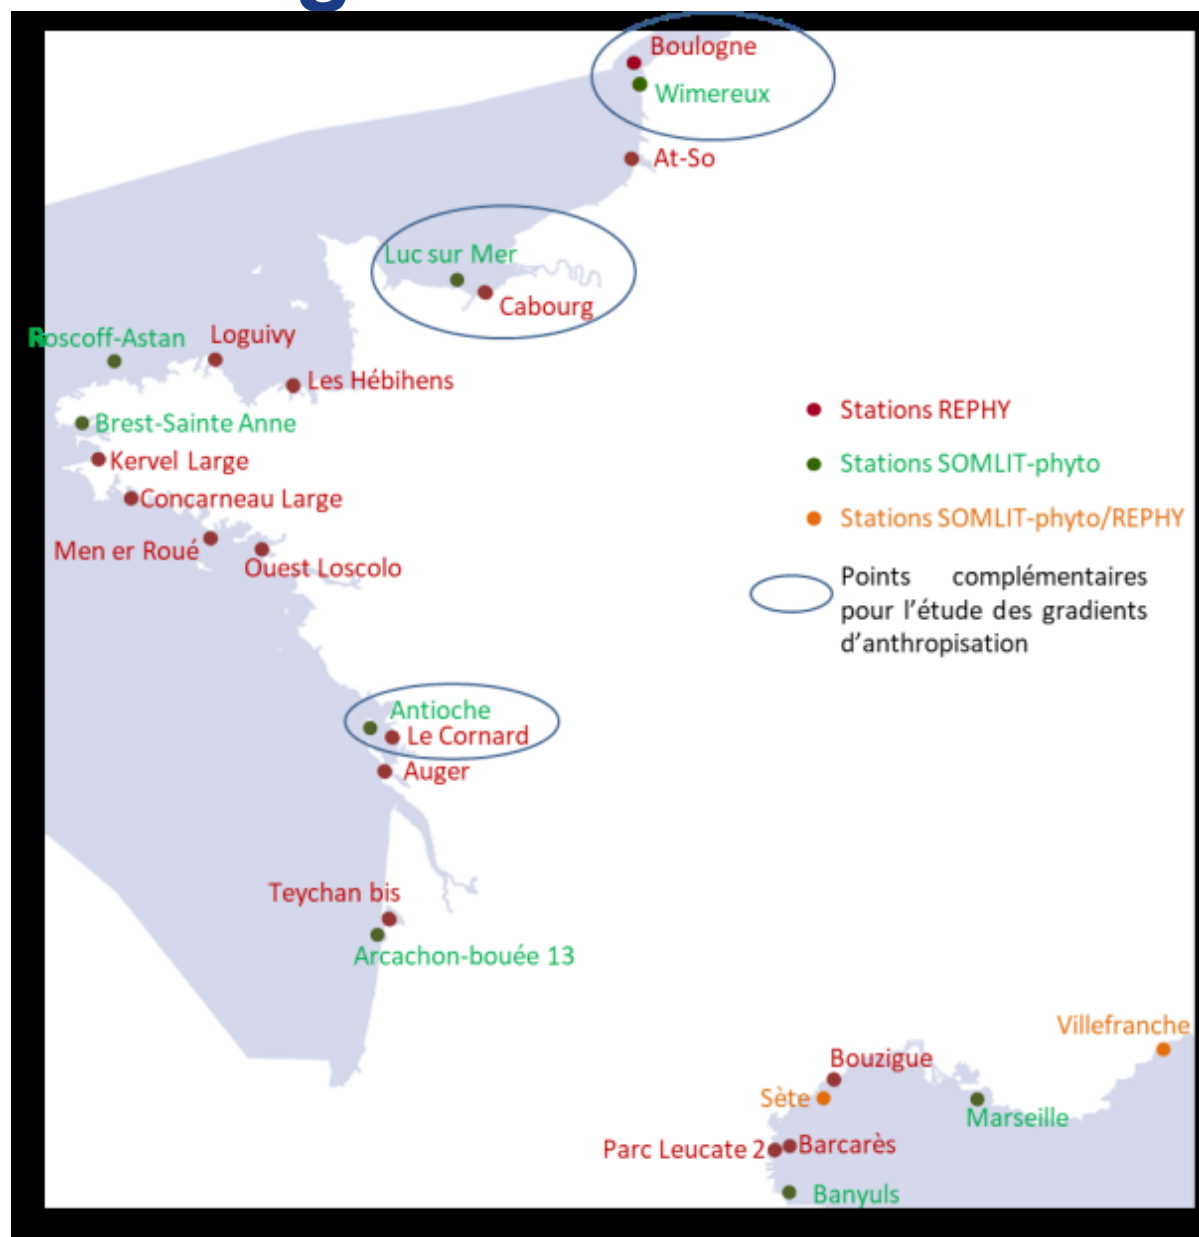 Boulogne
Wimereux
At-So
Luc sur Mer
Cabourg
Roscoff-Astan
Loguivy
Les Hébihens
Brest-Sainte Anne
Kervel Large
Concarneau Large
Men er Roué
Ouest Loscolo
Stations REPHY
Stations SOMLIT-phyto
Stations SOMLIT-phyto/REPHY
Points complémentaires
pour l'étude des gradients
d'anthropisation
Antioche
Le Cornard
Auger
Teychan bis
Arcachon-bouée 13
Villefranche
Bouzigue
Sète
Marseille
Parc Leucate 2
Barcarès
Banyuls